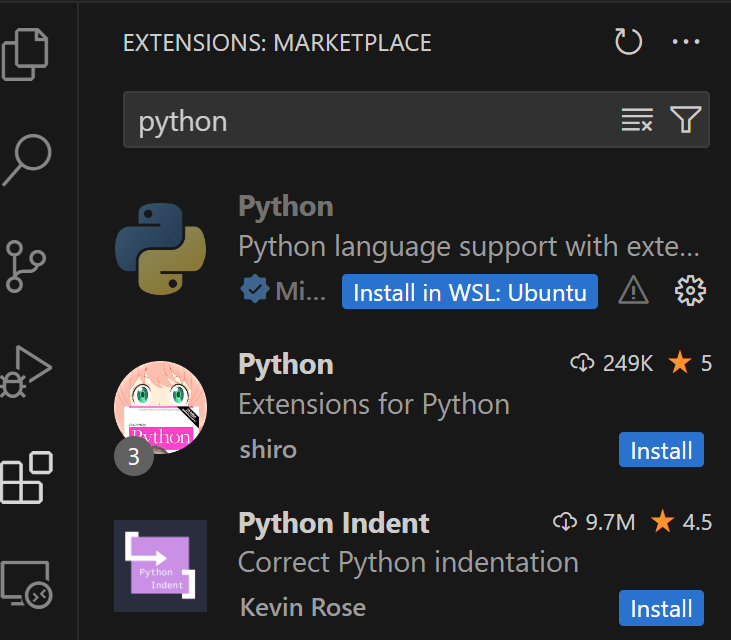 EXTENSIONS: MARKETPLACE
python
Python
Python language support with exte...
Mi... Install in WSL: Ubuntu
Python 249K 5
Extensions for Python
Python
3
shiro Install
Python Indent 9.7M 4.5
Correct Python indentation
Python
Indent
Kevin Rose Install